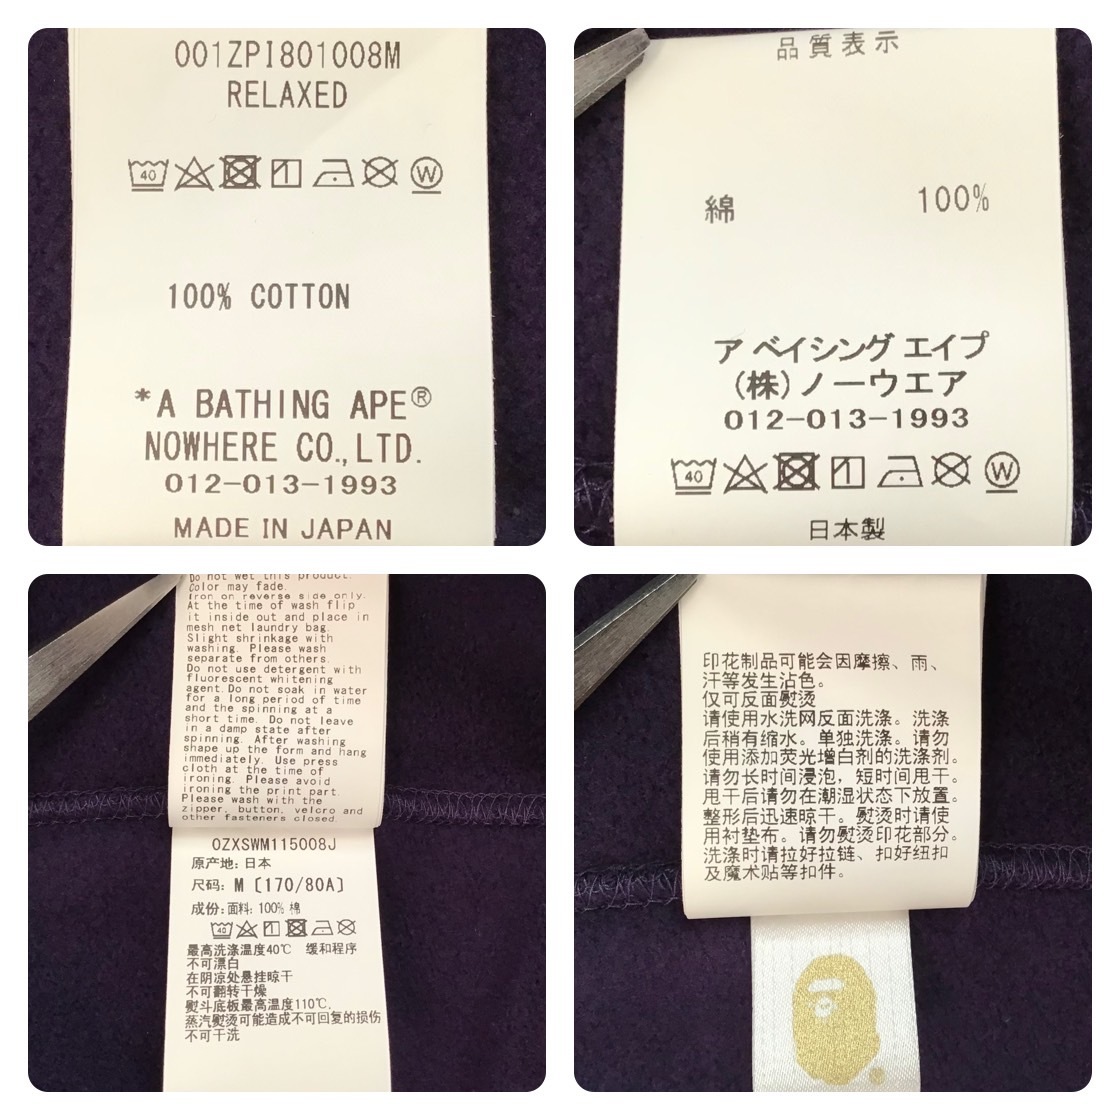 001ZPI801008M
RELAXED
40
W
100% COTTON
*A BATHING APE®
NOWHERE CO.,LTD.
012-013-1993
MADE IN JAPAN
品質表示
綿 100%
ア ベイシング エイプ
(株)ノーウエア
012-013-1993
40
W
日本製
Do not wet this product.
Color may fade.
Iron on reverse side only.
At the time of wash flip
it inside out and place in
mesh net laundry bag.
Slight shrinkage with
washing. Please wash
separate from others.
Do not use detergent with
fluorescent whitening
agent.Do not soak in water
for a long period of time
and the spinning at a
short time. Do not leave
in a damp state after
spinning. After washing
shape up the form and hang
immediately. Use press
cloth at the time of
ironing. Please avoid
ironing the print part.
Please wash with the
zipper, button, velcro and
other fasteners closed.
OZXSWM115008J
原产地: 日本
尺码: M [170/80A]
成份: 面料: 100% 棉
40
最高洗涤温度40℃ 缓和程序
不可漂白
在阴凉处悬挂晾干
不可翻转干燥
熨斗底板最高温度110℃,
蒸汽熨烫可能造成不可回复的损伤
不可干洗
印花制品可能会因摩擦、雨、
汗等发生沾色。
仅可反面熨烫
请使用水洗网反面洗涤。洗涤
后稍有缩水。单独洗涤。请勿
使用添加荧光增白剂的洗涤剂。
请勿长时间浸泡，短时间甩干。
甩干后请勿在潮湿状态下放置。
整形后迅速晾干。熨烫时请使
用衬垫布。请勿熨烫印花部分。
洗涤时请拉好拉链、扣好纽扣
及魔术贴等扣件。
®